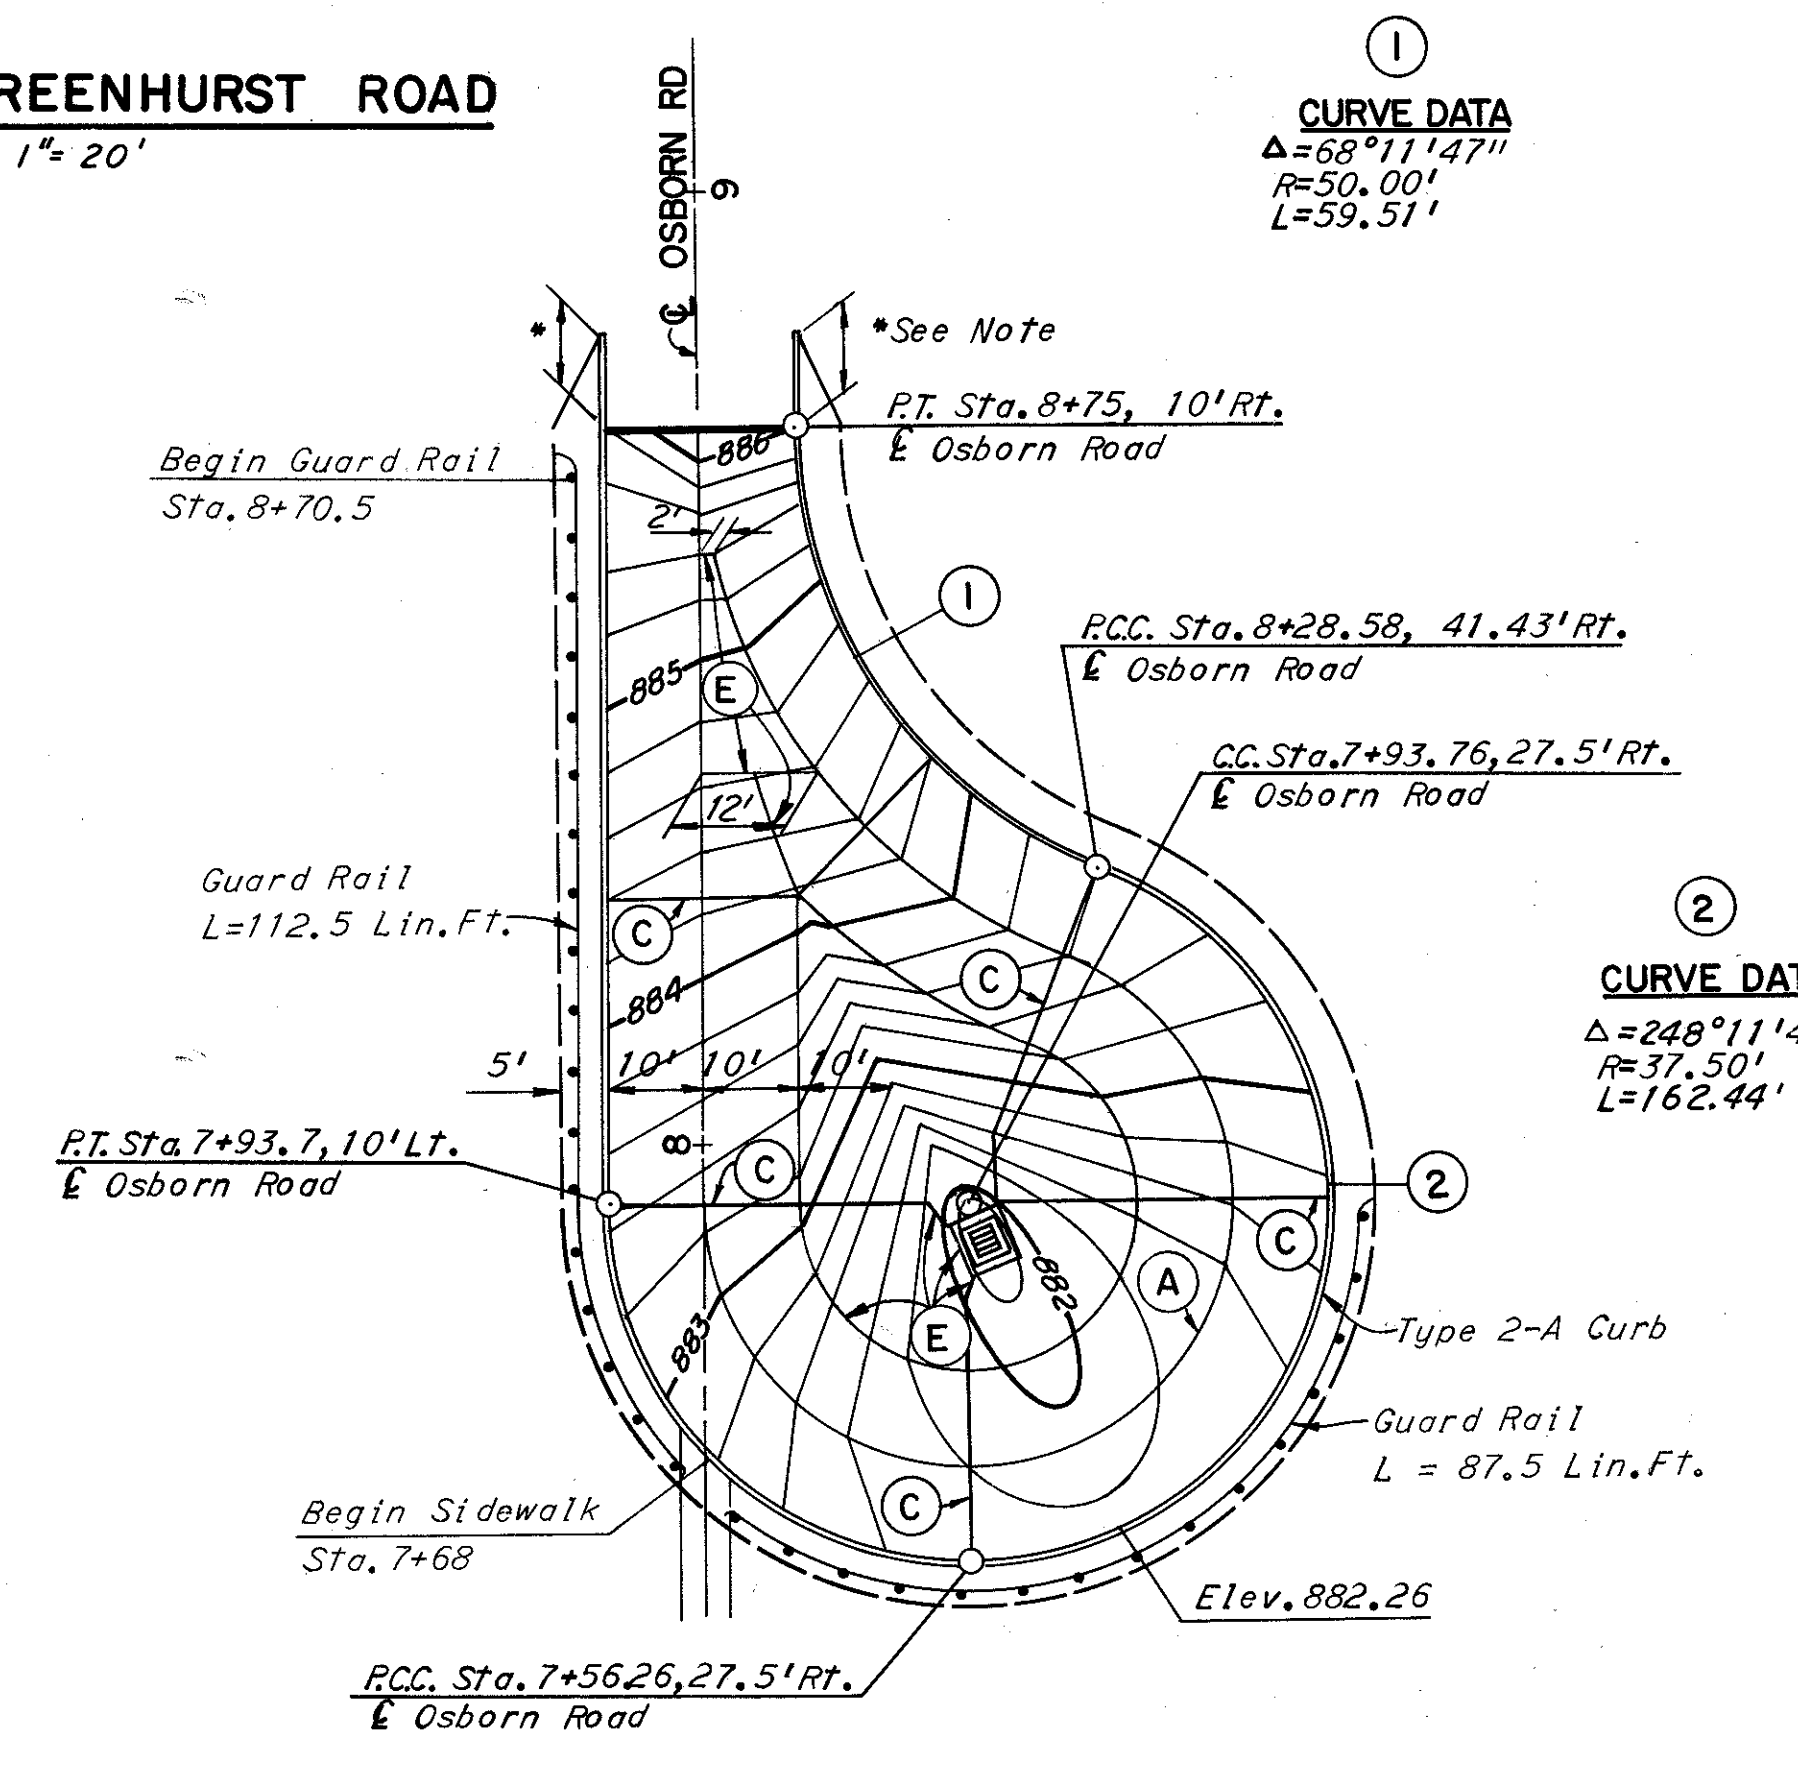 REENHURST ROAD
1"= 20'
℄ OSBORN RD
9
1
CURVE DATA
Δ=68°11'47"
R=50.00'
L=59.51'
*
*See Note
P.T. Sta.8+75, 10'Rt.
℄ Osborn Road
886
Begin Guard Rail
Sta.8+70.5
2'
1
P.C.C. Sta.8+28.58, 41.43'Rt.
℄ Osborn Road
885
E
C.C.Sta.7+93.76,27.5'Rt.
℄ Osborn Road
12'
Guard Rail
L=112.5 Lin.Ft.
C
2
884
C
CURVE DAT
Δ=248°11'4
R=37.50'
L=162.44'
5'
10'
10'
10'
P.T.Sta.7+93.7,10'Lt.
℄ Osborn Road
8
C
2
C
882
A
883
E
Type 2-A Curb
Guard Rail
L = 87.5 Lin.Ft.
C
Begin Sidewalk
Sta.7+68
Elev.882.26
P.C.C. Sta.7+56.26,27.5'Rt.
℄ Osborn Road